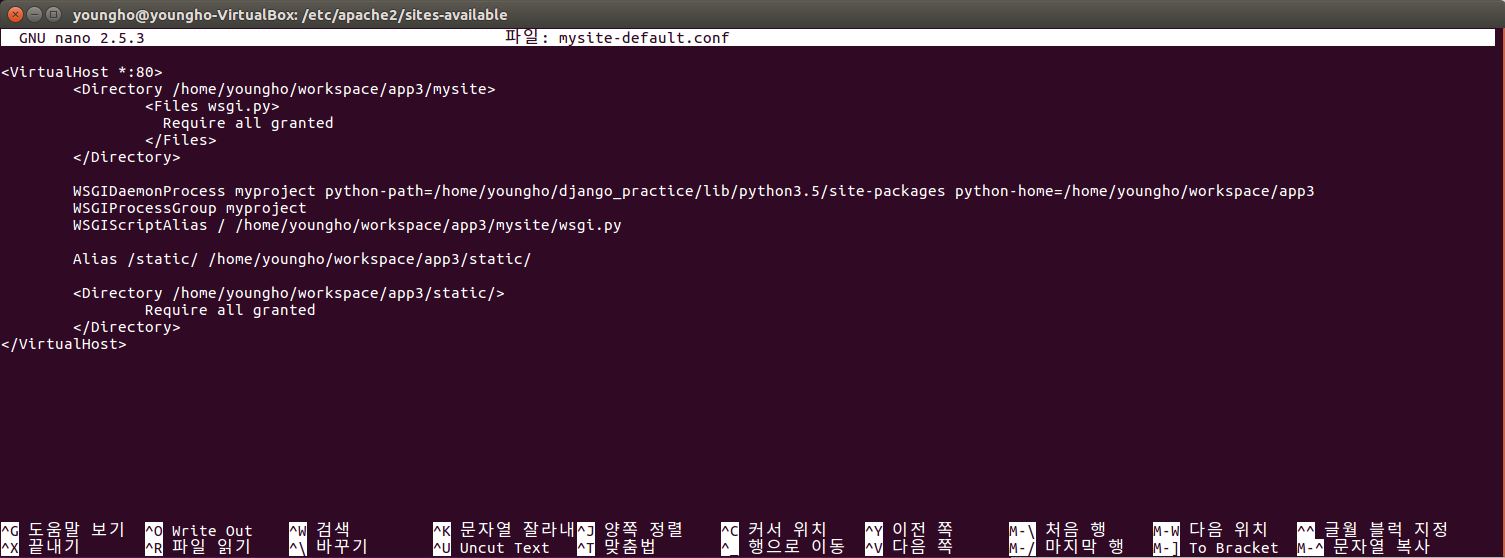 youngho@youngho-VirtualBox: /etc/apache2/sites-available
GNU nano 2.5.3 파일: mysite-default.conf
<VirtualHost *:80>
<Directory /home/youngho/workspace/app3/mysite>
<Files wsgi.py>
Require all granted
</Files>
</Directory>
WSGIDaemonProcess myproject python-path=/home/youngho/django_practice/lib/python3.5/site-packages python-home=/home/youngho/workspace/app3
WSGIProcessGroup myproject
WSGIScriptAlias / /home/youngho/workspace/app3/mysite/wsgi.py
Alias /static/ /home/youngho/workspace/app3/static/
<Directory /home/youngho/workspace/app3/static/>
Require all granted
</Directory>
</VirtualHost>
^G 도움말 보기 ^O Write Out ^W 검색 ^K 문자열 잘라내 ^J 양쪽 정렬 ^C 커서 위치 ^Y 이전 쪽 M-\ 처음 행 M-W 다음 위치 ^^ 글월 블럭 지정
^X 끝내기 ^R 파일 읽기 ^\ 바꾸기 ^U Uncut Text ^T 맞춤법 ^_ 행으로 이동 ^V 다음 쪽 M-/ 마지막 행 M-] To Bracket M-^ 문자열 복사